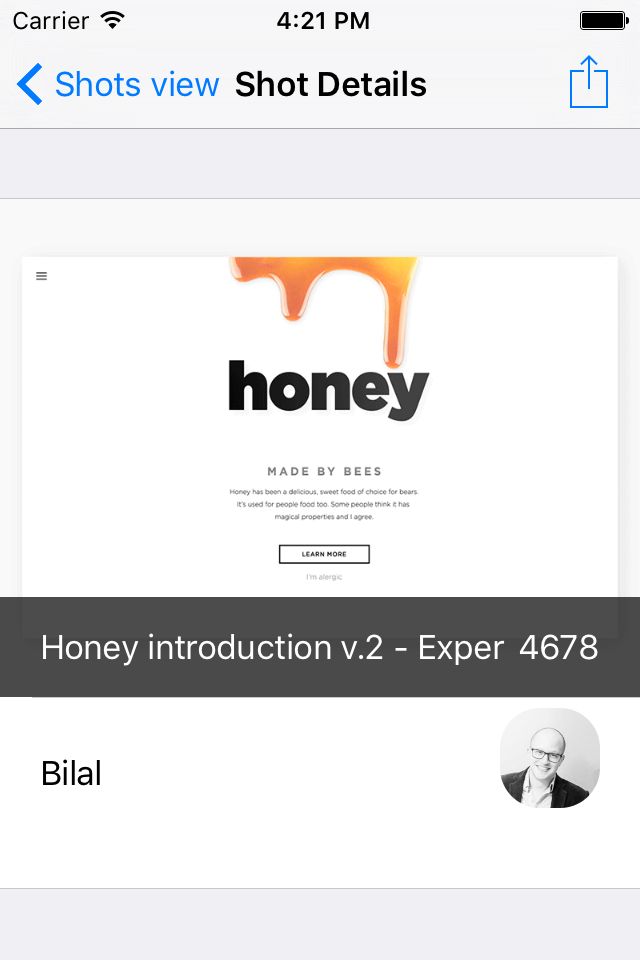 Carrier 4:21 PM
Shots view Shot Details
honey
MADE BY BEES
Honey has been a delicious, sweet food of choice for bears.
It's used for people food too. Some people think it has
magical properties and I agree.
LEARN MORE
I'm alergic
Honey introduction v.2 - Exper 4678
Bilal